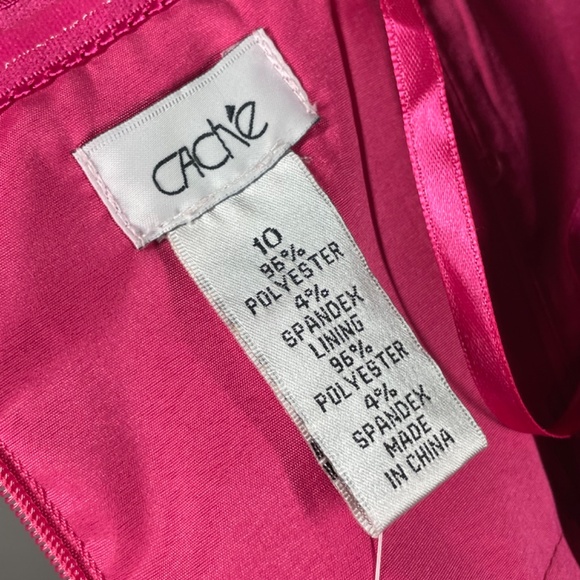 CACHE
10
96%
POLYESTER
4%
SPANDEX
LINING
96%
POLYESTER
4%
SPANDEX
MADE
IN CHINA